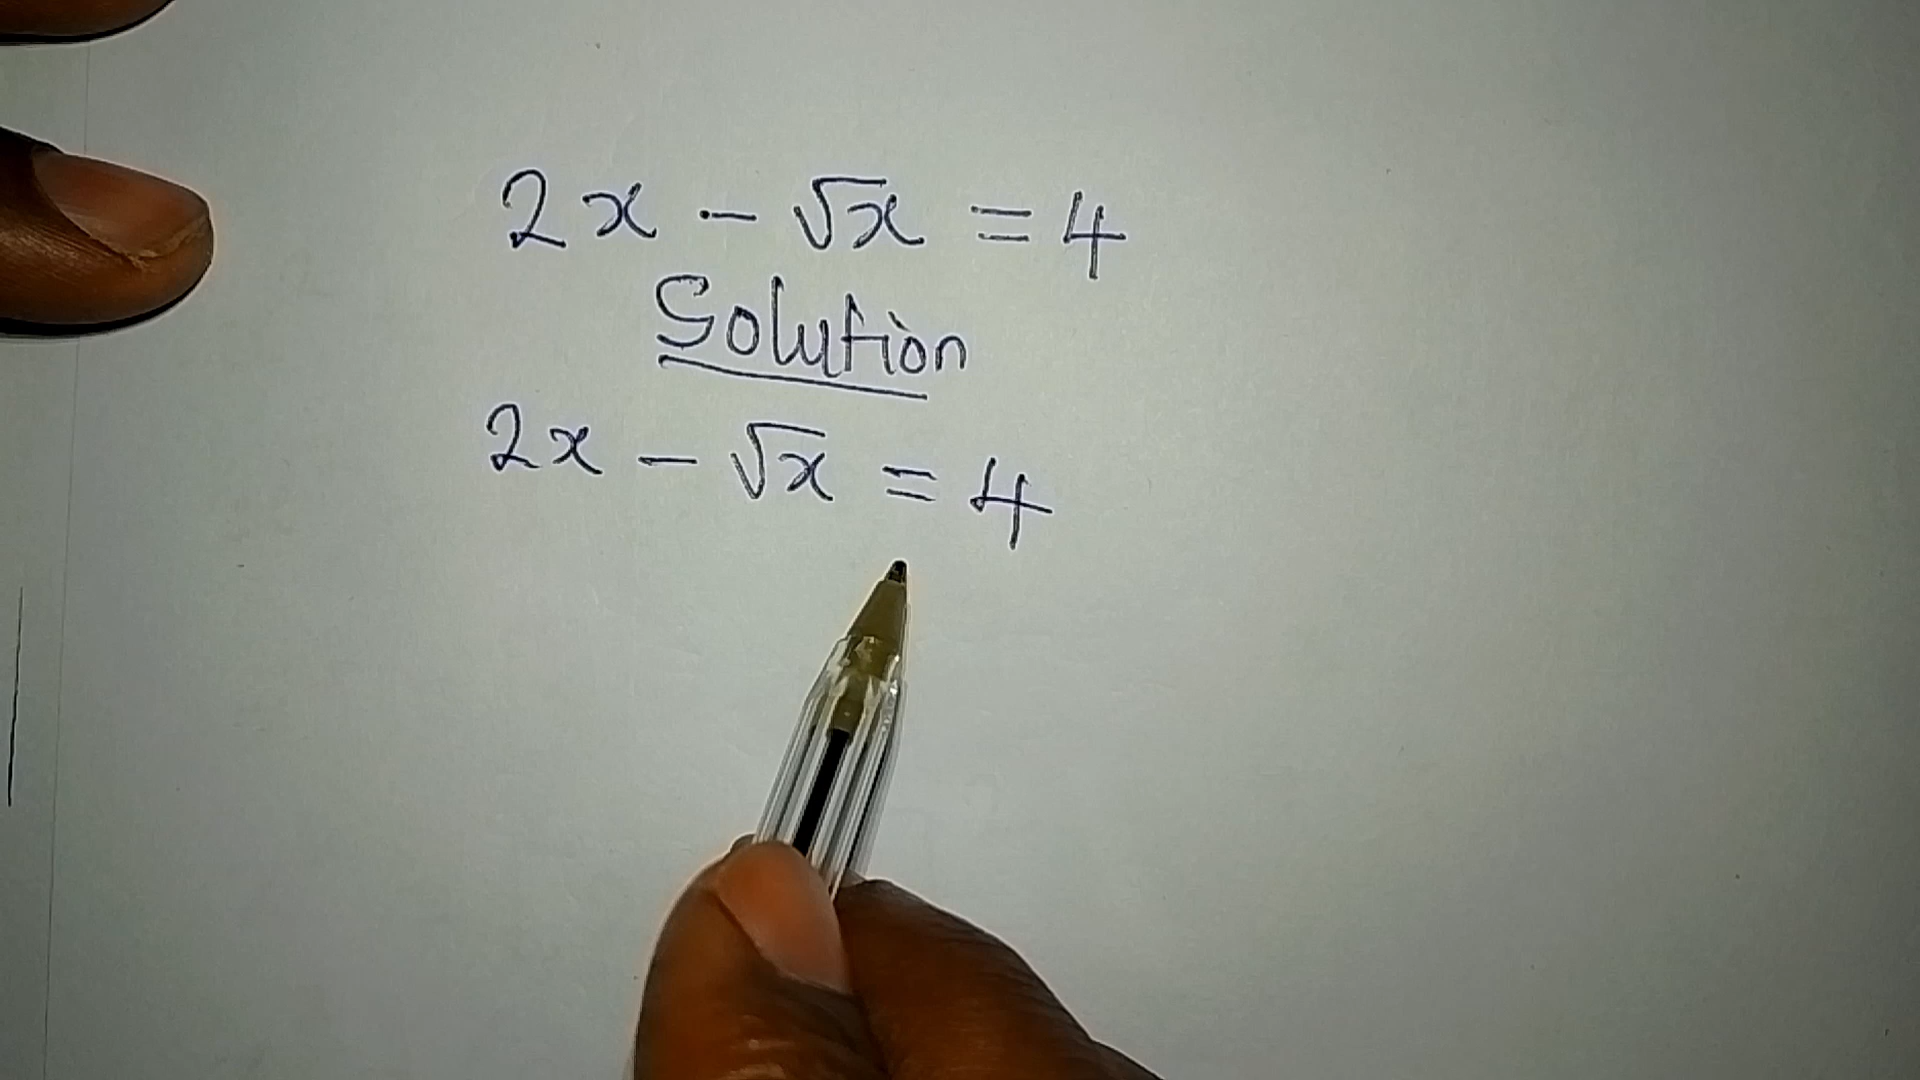 2x - √x = 4
Solution
2x - √x = 4